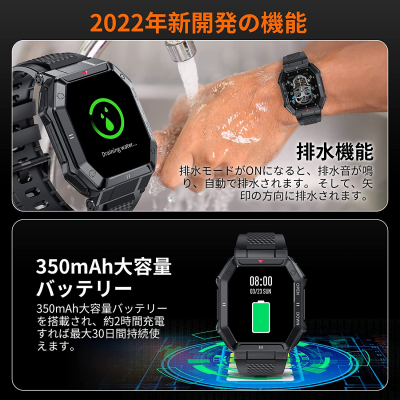 2022年新開発の機能
Draining water...
排水機能
排水モードがONになると、排水音が鳴
り、自動で排水されます。 そして、矢
印の方向に排水されます。
350mAh大容量
バッテリー
350mAh大容量バッテリー
を搭載され、約2時間充電
すれば最大30日間持続使
えます。
08:00
03/23 SUN
OPEN
DOWN